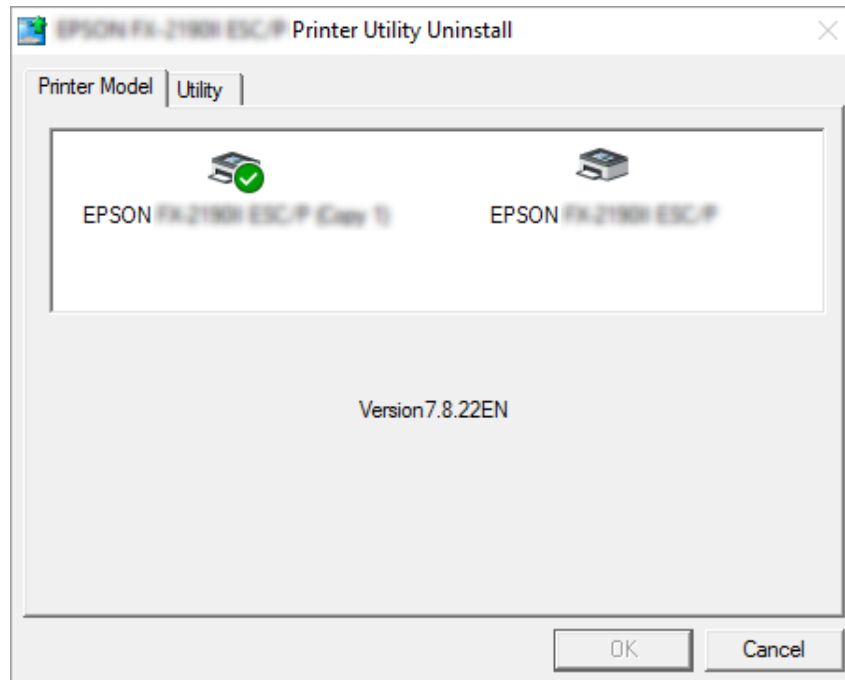 Printer Utility Uninstall
Printer Model Utility
EPSON EPSON
Version7.8.22EN
OK Cancel